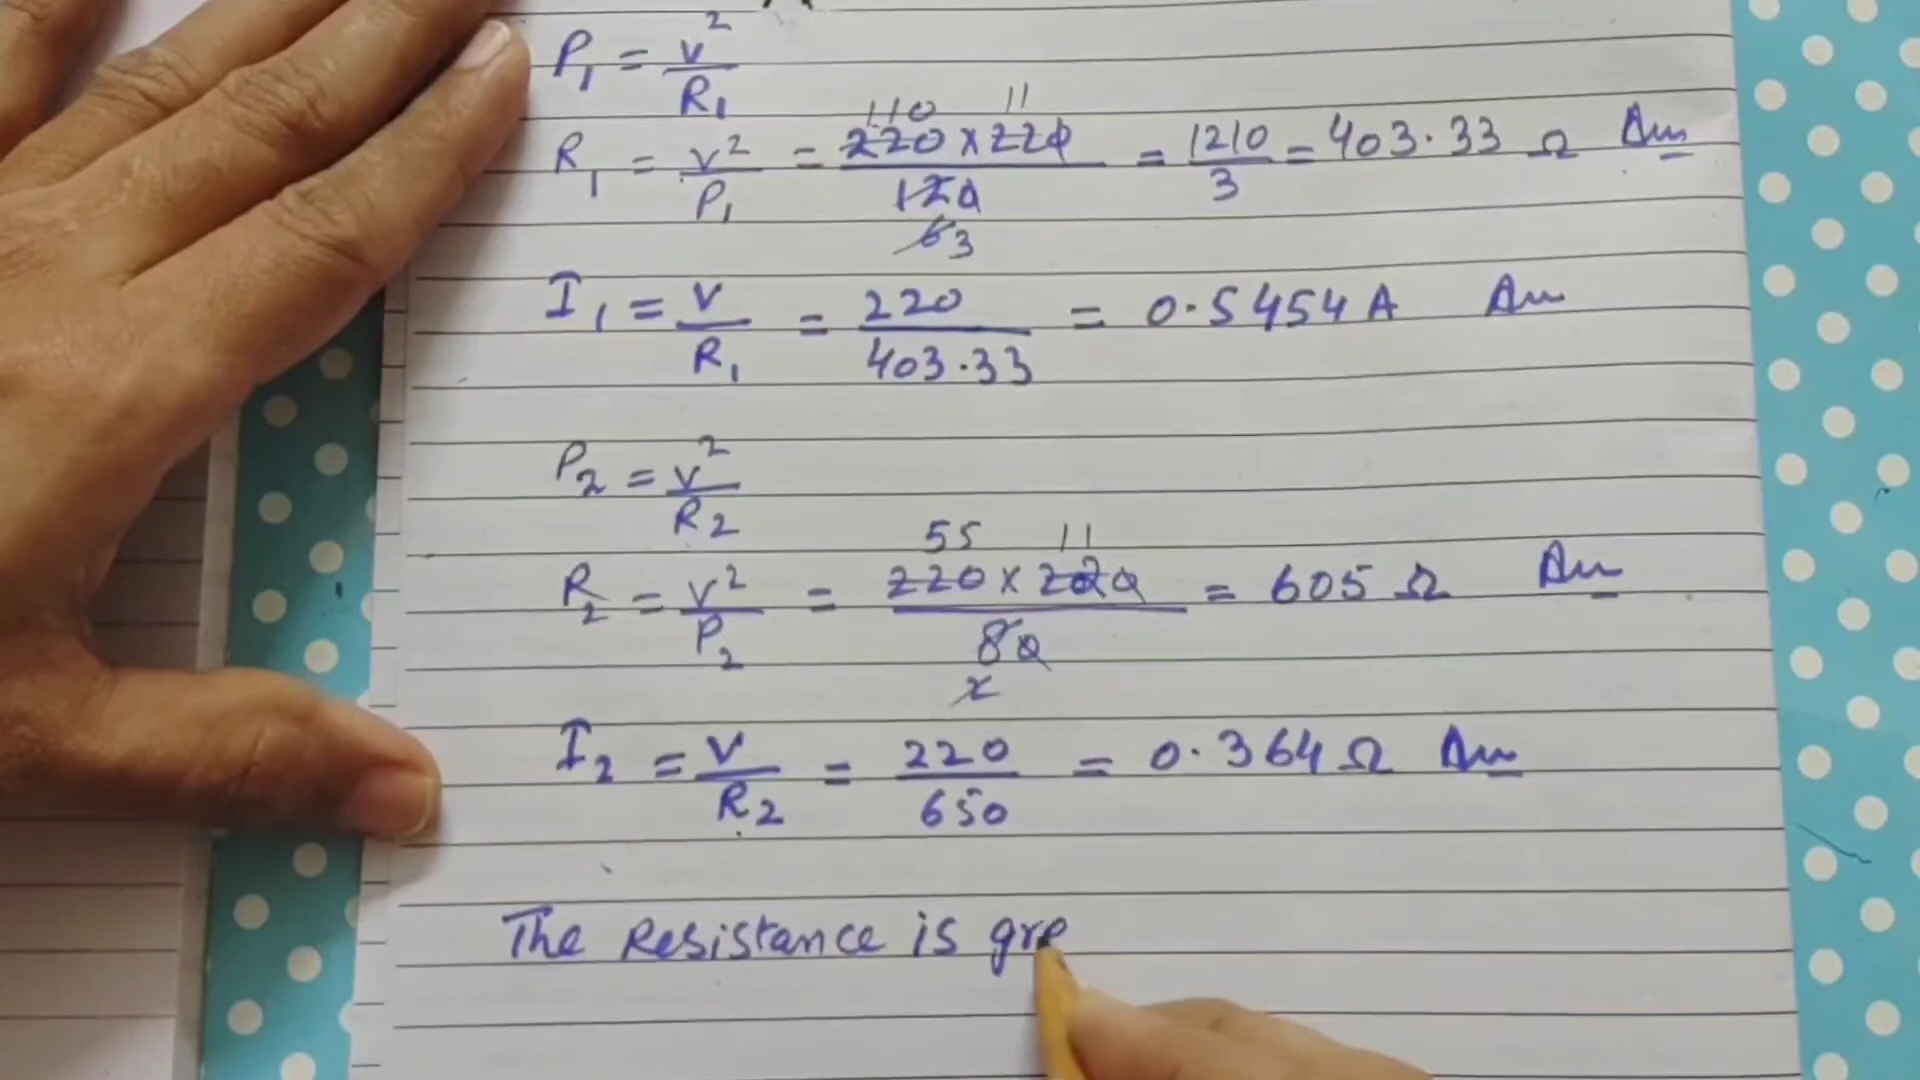 P₁ = v²/R₁
110 11
R₁ = v²/P₁ = 220 x 220/120 = 1210/3 = 403.33 Ω Ans
6 3
I₁ = v/R₁ = 220/403.33 = 0.5454 A Ans
P₂ = v²/R₂
55 11
R₂ = v²/P₂ = 220 x 220/80 = 605 Ω Ans
I₂ = v/R₂ = 220/650 = 0.364 Ω Ans
The Resistance is gre